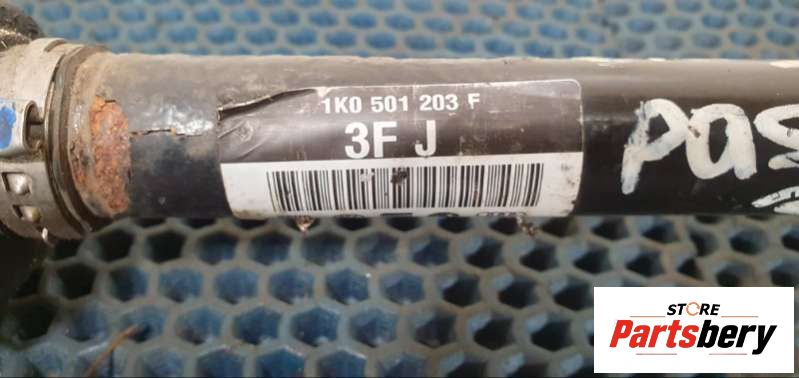 1K0 501 203 F
3F J
pas
STORE
Partsbery